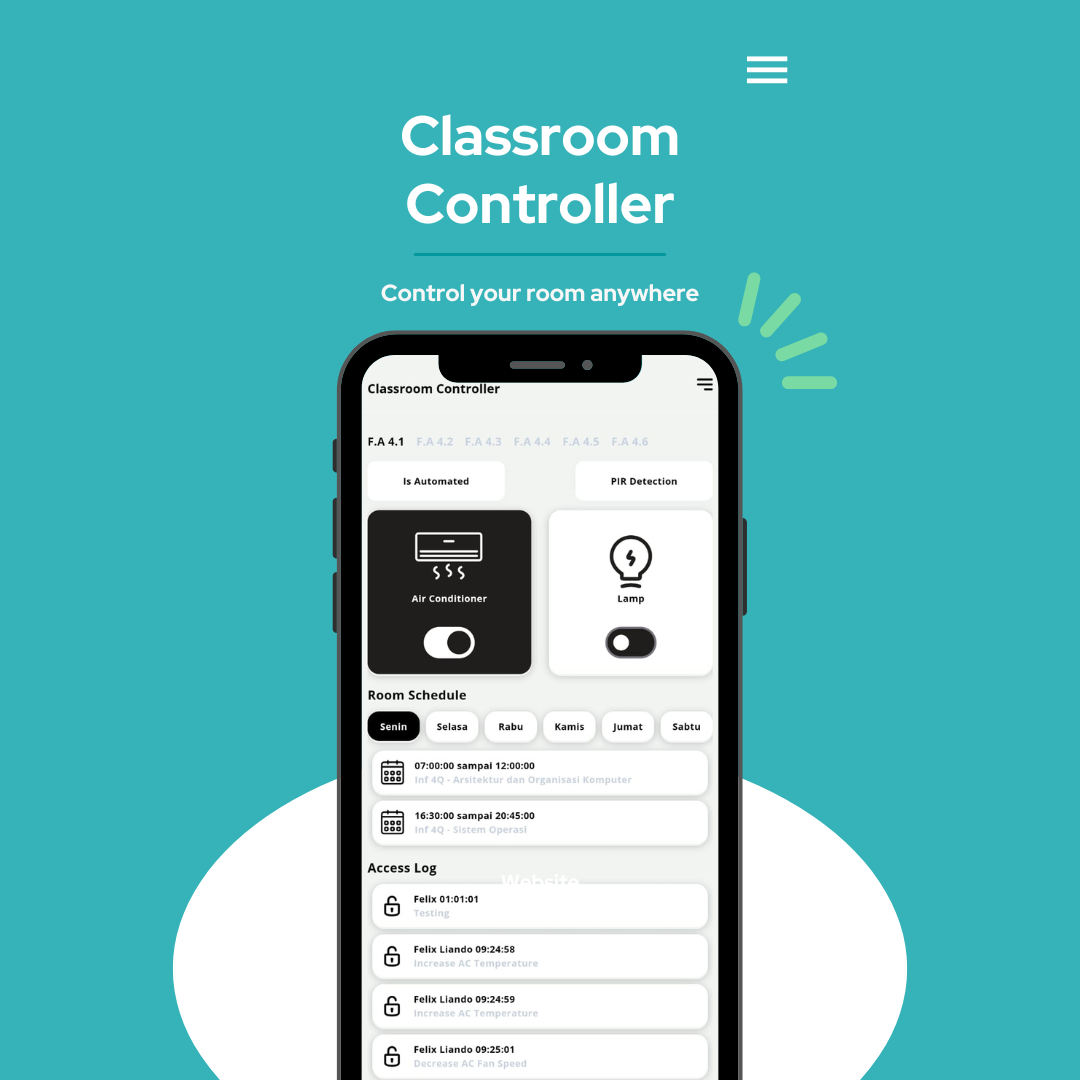 Classroom
Controller
Control your room anywhere
Classroom Controller
F.A 4.1 F.A 4.2 F.A 4.3 F.A 4.4 F.A 4.5 F.A 4.6
Is Automated PIR Detection
Air Conditioner Lamp
Room Schedule
Senin Selasa Rabu Kamis Jumat Sabtu
07:00:00 sampai 12:00:00
Inf 4Q - Arsitektur dan Organisasi Komputer
16:30:00 sampai 20:45:00
Inf 4Q - Sistem Operasi
Access Log
Website
Felix 01:01:01
Testing
Felix Liando 09:24:58
Increase AC Temperature
Felix Liando 09:24:59
Increase AC Temperature
Felix Liando 09:25:01
Decrease AC Fan Speed